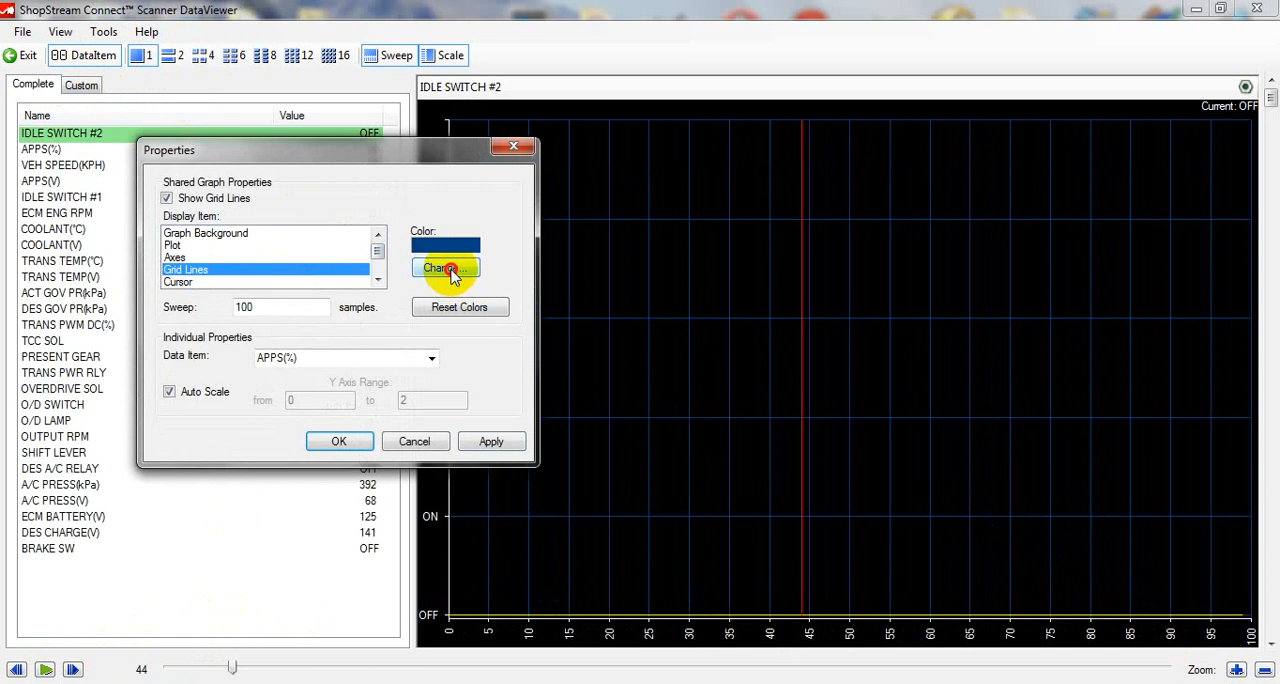 ShopStream Connect™ Scanner DataViewer
File View Tools Help
Exit DataItem 1 2 4 6 8 12 16 Sweep Scale
Complete Custom
Name Value
IDLE SWITCH #2 OFF
APPS(%)
VEH SPEED(KPH)
APPS(V)
IDLE SWITCH #1
ECM ENG RPM
COOLANT(°C)
COOLANT(V)
TRANS TEMP(°C)
TRANS TEMP(V)
ACT GOV PR(kPa)
DES GOV PR(kPa)
TRANS PWM DC(%)
TCC SOL
PRESENT GEAR
TRANS PWR RLY
OVERDRIVE SOL
O/D SWITCH
O/D LAMP
OUTPUT RPM
SHIFT LEVER
DES A/C RELAY OFF
A/C PRESS(kPa) 392
A/C PRESS(V) 68
ECM BATTERY(V) 125
DES CHARGE(V) 141
BRAKE SW OFF
Properties
Shared Graph Properties
Show Grid Lines
Display Item:
Graph Background
Plot
Axes
Grid Lines
Cursor
Color:
Change...
Reset Colors
Sweep: 100 samples.
Individual Properties
Data Item: APPS(%)
Auto Scale
Y Axis Range
from 0 to 2
OK Cancel Apply
IDLE SWITCH #2
Current: OFF
ON
OFF
0 5 10 15 20 25 30 35 40 45 50 55 60 65 70 75 80 85 90 95 100
44
Zoom: